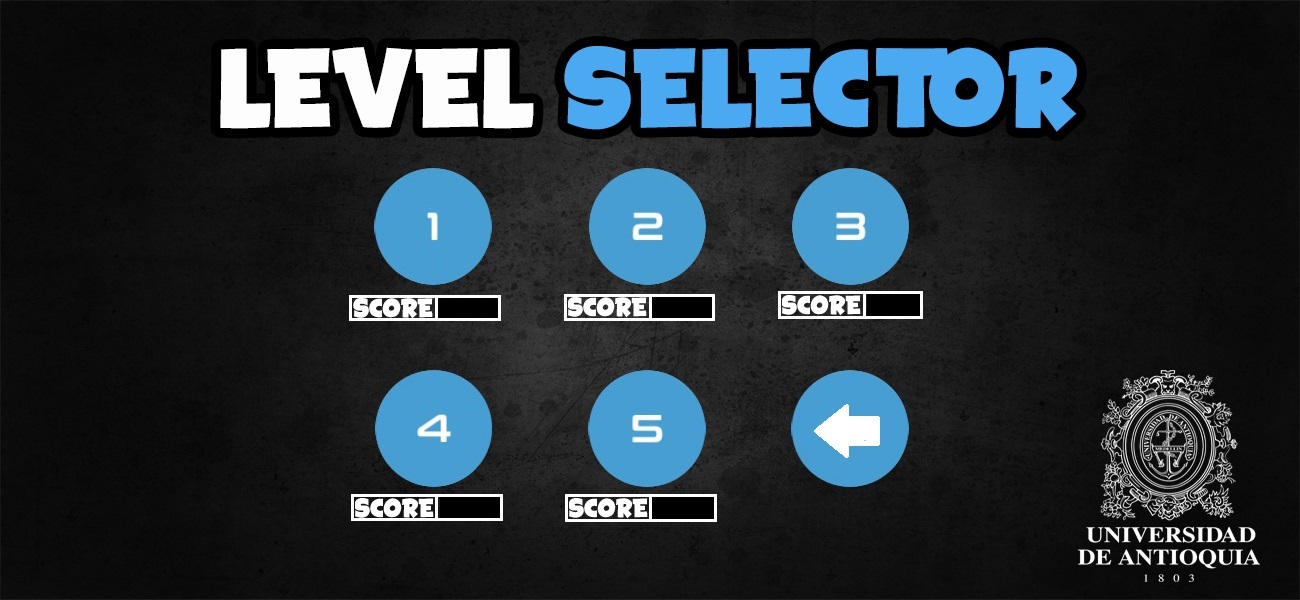 LEVEL SELECTOR
1 2 3
SCORE SCORE SCORE
4 5
SCORE SCORE
UNIVERSIDAD
DE ANTIOQUIA
1803